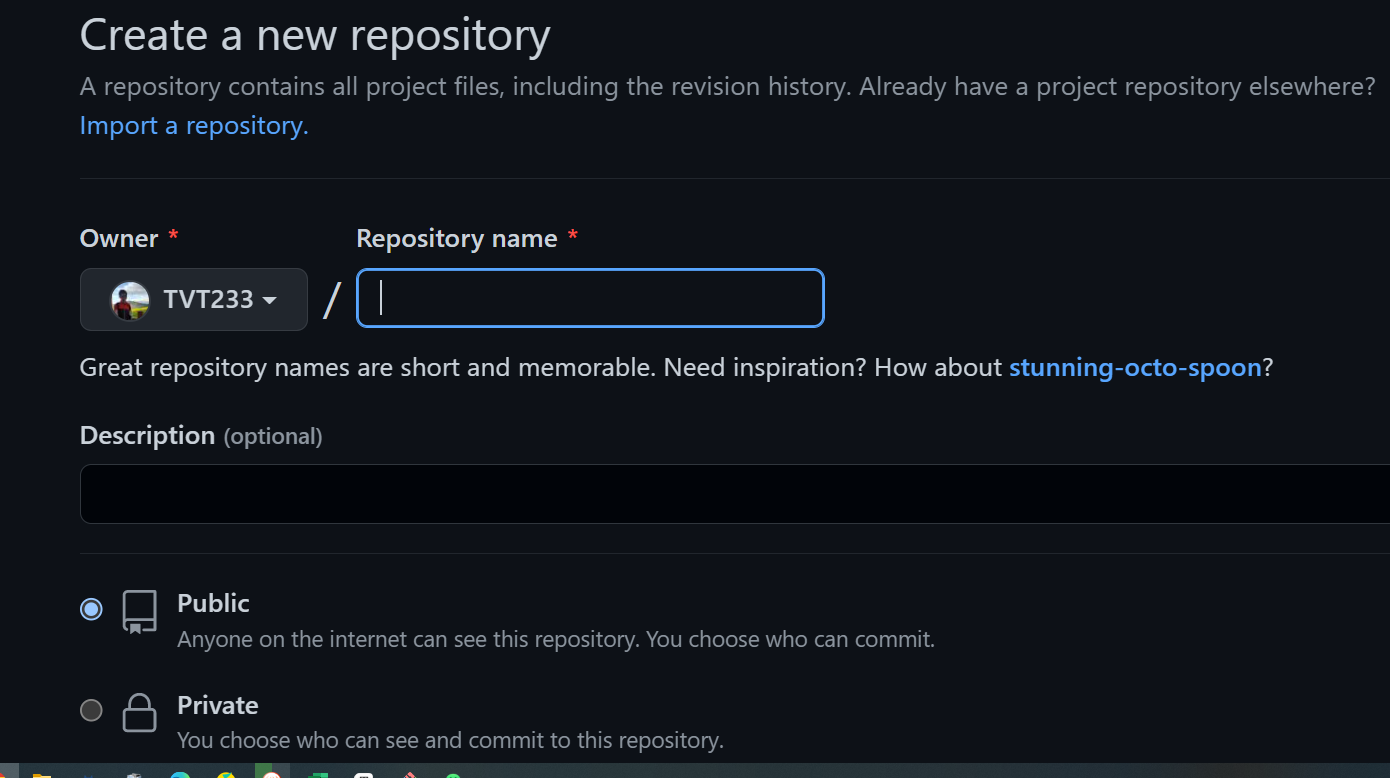 Create a new repository
A repository contains all project files, including the revision history. Already have a project repository elsewhere?
Import a repository.
Owner *
Repository name *
TVT233
/
Great repository names are short and memorable. Need inspiration? How about stunning-octo-spoon?
Description (optional)
Public
Anyone on the internet can see this repository. You choose who can commit.
Private
You choose who can see and commit to this repository.